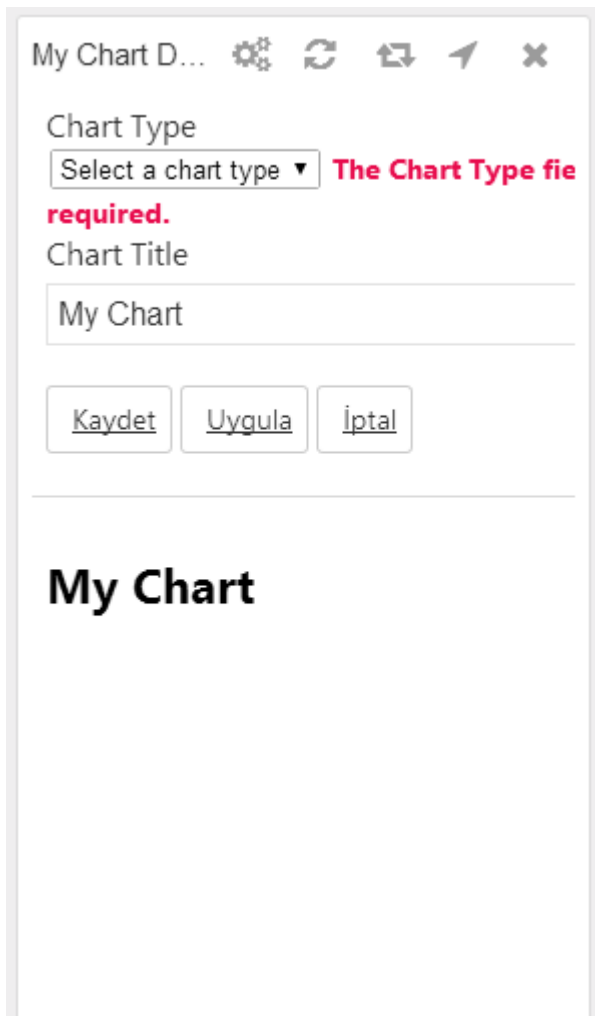 My Chart D...
Chart Type
Select a chart type The Chart Type fie
required.
Chart Title
My Chart
Kaydet Uygula İptal
My Chart